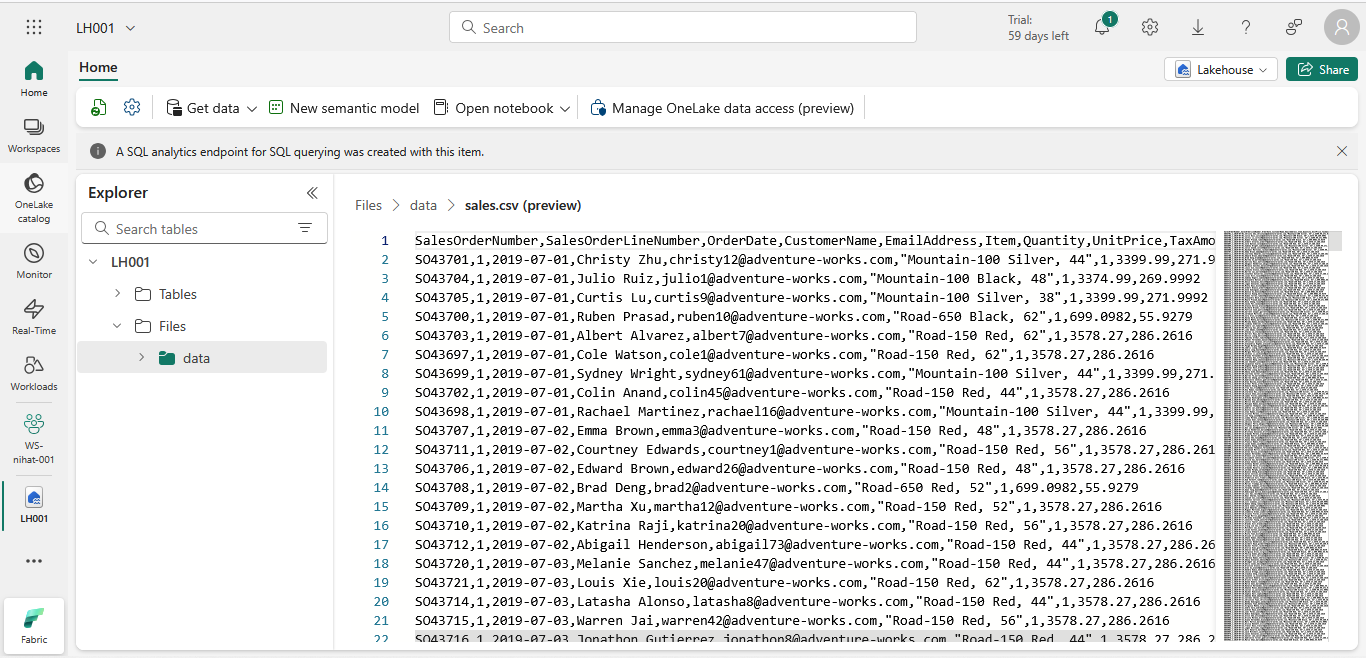 LH001
Search
Trial:
59 days left
1
Home
Lakehouse
Share
Get data
New semantic model
Open notebook
Manage OneLake data access (preview)
A SQL analytics endpoint for SQL querying was created with this item.
Home
Workspaces
OneLake
catalog
Monitor
Real-Time
Workloads
WS-
nihat-001
LH001
Fabric
Explorer
Search tables
LH001
Tables
Files
data
Files > data > sales.csv (preview)
1 SalesOrderNumber,SalesOrderLineNumber,OrderDate,CustomerName,EmailAddress,Item,Quantity,UnitPrice,TaxAmo
2 SO43701,1,2019-07-01,Christy Zhu,christy12@adventure-works.com,"Mountain-100 Silver, 44",1,3399.99,271.9
3 SO43704,1,2019-07-01,Julio Ruiz,julio1@adventure-works.com,"Mountain-100 Black, 48",1,3374.99,269.9992
4 SO43705,1,2019-07-01,Curtis Lu,curtis9@adventure-works.com,"Mountain-100 Silver, 38",1,3399.99,271.9992
5 SO43700,1,2019-07-01,Ruben Prasad,ruben10@adventure-works.com,"Road-650 Black, 62",1,699.0982,55.9279
6 SO43703,1,2019-07-01,Albert Alvarez,albert7@adventure-works.com,"Road-150 Red, 62",1,3578.27,286.2616
7 SO43697,1,2019-07-01,Cole Watson,cole1@adventure-works.com,"Road-150 Red, 62",1,3578.27,286.2616
8 SO43699,1,2019-07-01,Sydney Wright,sydney61@adventure-works.com,"Mountain-100 Silver, 44",1,3399.99,271.
9 SO43702,1,2019-07-01,Colin Anand,colin45@adventure-works.com,"Road-150 Red, 44",1,3578.27,286.2616
10 SO43698,1,2019-07-01,Rachael Martinez,rachael16@adventure-works.com,"Mountain-100 Silver, 44",1,3399.99,
11 SO43707,1,2019-07-02,Emma Brown,emma3@adventure-works.com,"Road-150 Red, 48",1,3578.27,286.2616
12 SO43711,1,2019-07-02,Courtney Edwards,courtney1@adventure-works.com,"Road-150 Red, 56",1,3578.27,286.261
13 SO43706,1,2019-07-02,Edward Brown,edward26@adventure-works.com,"Road-150 Red, 48",1,3578.27,286.2616
14 SO43708,1,2019-07-02,Brad Deng,brad2@adventure-works.com,"Road-650 Red, 52",1,699.0982,55.9279
15 SO43709,1,2019-07-02,Martha Xu,martha12@adventure-works.com,"Road-150 Red, 52",1,3578.27,286.2616
16 SO43710,1,2019-07-02,Katrina Raji,katrina20@adventure-works.com,"Road-150 Red, 56",1,3578.27,286.2616
17 SO43712,1,2019-07-02,Abigail Henderson,abigail73@adventure-works.com,"Road-150 Red, 44",1,3578.27,286.26
18 SO43720,1,2019-07-03,Melanie Sanchez,melanie47@adventure-works.com,"Road-150 Red, 44",1,3578.27,286.2616
19 SO43721,1,2019-07-03,Louis Xie,louis20@adventure-works.com,"Road-150 Red, 62",1,3578.27,286.2616
20 SO43714,1,2019-07-03,Latasha Alonso,latasha8@adventure-works.com,"Road-150 Red, 44",1,3578.27,286.2616
21 SO43715,1,2019-07-03,Warren Jai,warren42@adventure-works.com,"Road-150 Red, 56",1,3578.27,286.2616
22 SO43716,1,2019-07-03,Jonathon Gutierrez,jonathon8@adventure-works.com,"Road-150 Red, 44",1,3578.27,286.2